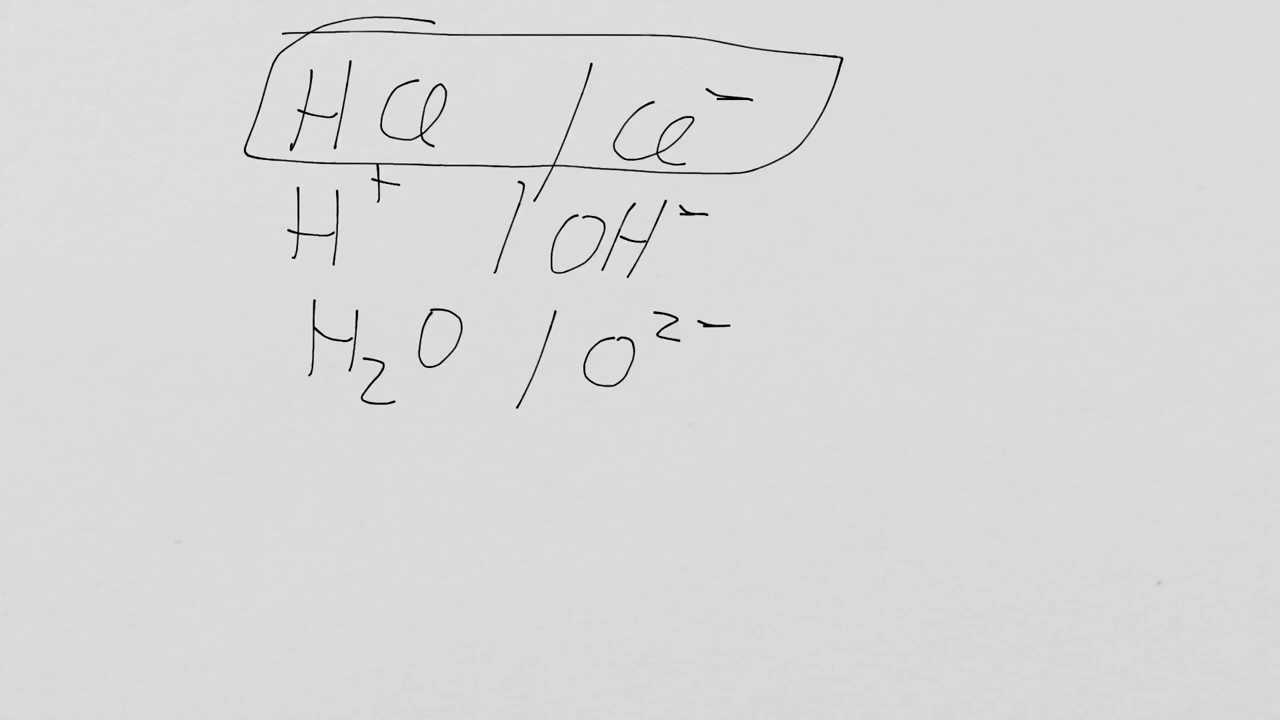 HCl / Cl⁻
H⁺ / OH⁻
H₂O / O²⁻